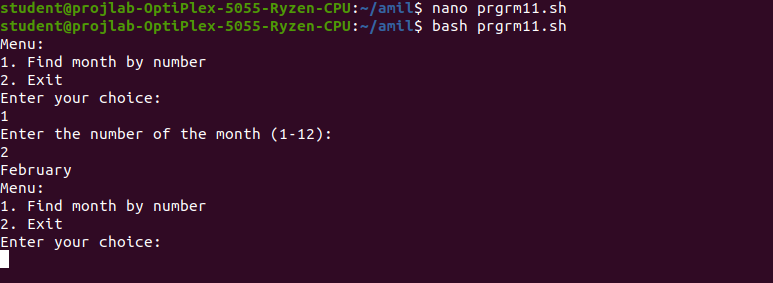 student@projlab-OptiPlex-5055-Ryzen-CPU:~/amil$ nano prgrm11.sh
student@projlab-OptiPlex-5055-Ryzen-CPU:~/amil$ bash prgrm11.sh
Menu:
1. Find month by number
2. Exit
Enter your choice:
1
Enter the number of the month (1-12):
2
February
Menu:
1. Find month by number
2. Exit
Enter your choice: